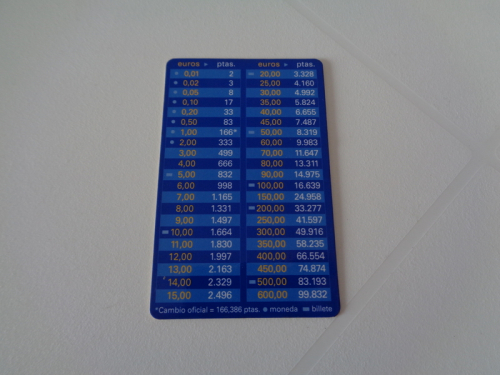 euros ▸ ptas. euros ▸ ptas.
0,01 2 20,00 3.328
0,02 3 25,00 4.160
0,05 8 30,00 4.992
0,10 17 35,00 5.824
0,20 33 40,00 6.655
0,50 83 45,00 7.487
1,00 166* 50,00 8.319
2,00 333 60,00 9.983
3,00 499 70,00 11.647
4,00 666 80,00 13.311
5,00 832 90,00 14.975
6,00 998 100,00 16.639
7,00 1.165 150,00 24.958
8,00 1.331 200,00 33.277
9,00 1.497 250,00 41.597
10,00 1.664 300,00 49.916
11,00 1.830 350,00 58.235
12,00 1.997 400,00 66.554
13,00 2.163 450,00 74.874
14,00 2.329 500,00 83.193
15,00 2.496 600,00 99.832
*Cambio oficial = 166,386 ptas. moneda billete